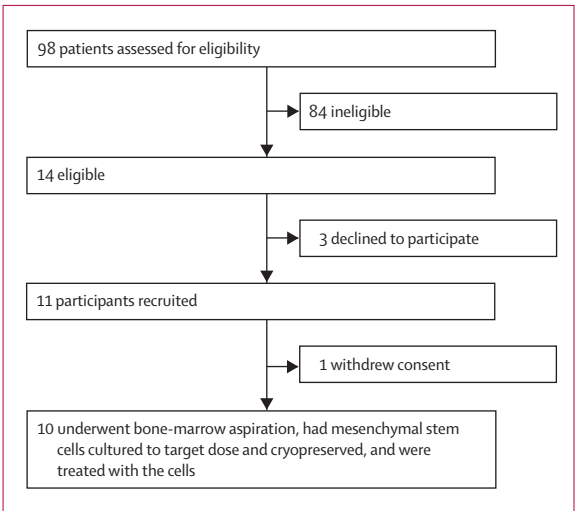 98 patients assessed for eligibility
84 ineligible
14 eligible
3 declined to participate
11 participants recruited
1 withdrew consent
10 underwent bone-marrow aspiration, had mesenchymal stem
cells cultured to target dose and cryopreserved, and were
treated with the cells